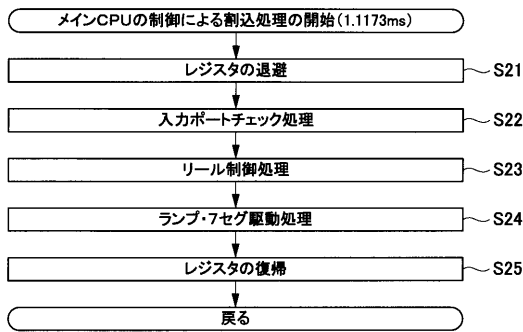 メインCPUの制御による割込処理の開始(1.1173ms)
レジスタの退避 S21
入力ポートチェック処理 S22
リール制御処理 S23
ランプ・7セグ駆動処理 S24
レジスタの復帰 S25
戻る